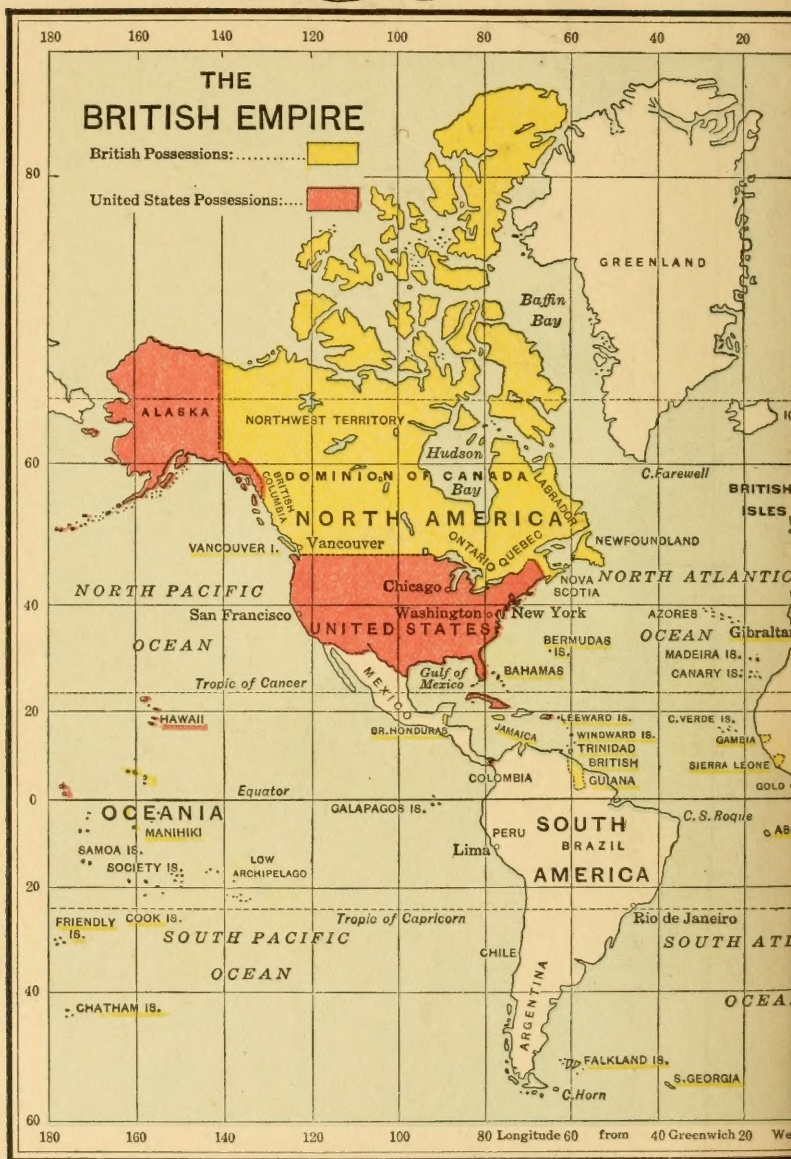 180 160 140 120 100 80 60 40 20
THE
BRITISH EMPIRE
British Possessions:............
United States Possessions:....
80
GREENLAND
Baffin
Bay
ALASKA
NORTHWEST TERRITORY
Hudson
Bay
60
DOMINION OF CANADA
C.Farewell
BRITISH
ISLES
BRITISH
COLUMBIA
LABRADOR
NORTH AMERICA
ONTARIO
QUEBEC
NEWFOUNDLAND
VANCOUVER I.
Vancouver
NOVA
SCOTIA
NORTH ATLANTIC
Chicago
NORTH PACIFIC
40
San Francisco
Washington
New York
AZORES
OCEAN
Gibraltar
UNITED STATES
OCEAN
BERMUDAS
IS.
MADEIRA IS.
CANARY IS.
MEXICO
Gulf of
Mexico
BAHAMAS
Tropic of Cancer
20
HAWAII
BR.HONDURAS
JAMAICA
LEEWARD IS.
C.VERDE IS.
WINDWARD IS.
GAMBIA
TRINIDAD
BRITISH
GUIANA
SIERRA LEONE
COLOMBIA
GOLD
Equator
0
OCEANIA
GALAPAGOS IS.
MANIHIKI
C.S.Roque
PERU
SOUTH
BRAZIL
AMERICA
Lima
SAMOA IS.
SOCIETY IS.
LOW
ARCHIPELAGO
20
FRIENDLY
IS.
COOK IS.
Tropic of Capricorn
Rio de Janeiro
SOUTH PACIFIC
OCEAN
SOUTH ATL
CHILE
ARGENTINA
40
OCEA
CHATHAM IS.
FALKLAND IS.
S.GEORGIA
C.Horn
60
180 160 140 120 100 80 Longitude 60 from 40 Greenwich 20 We